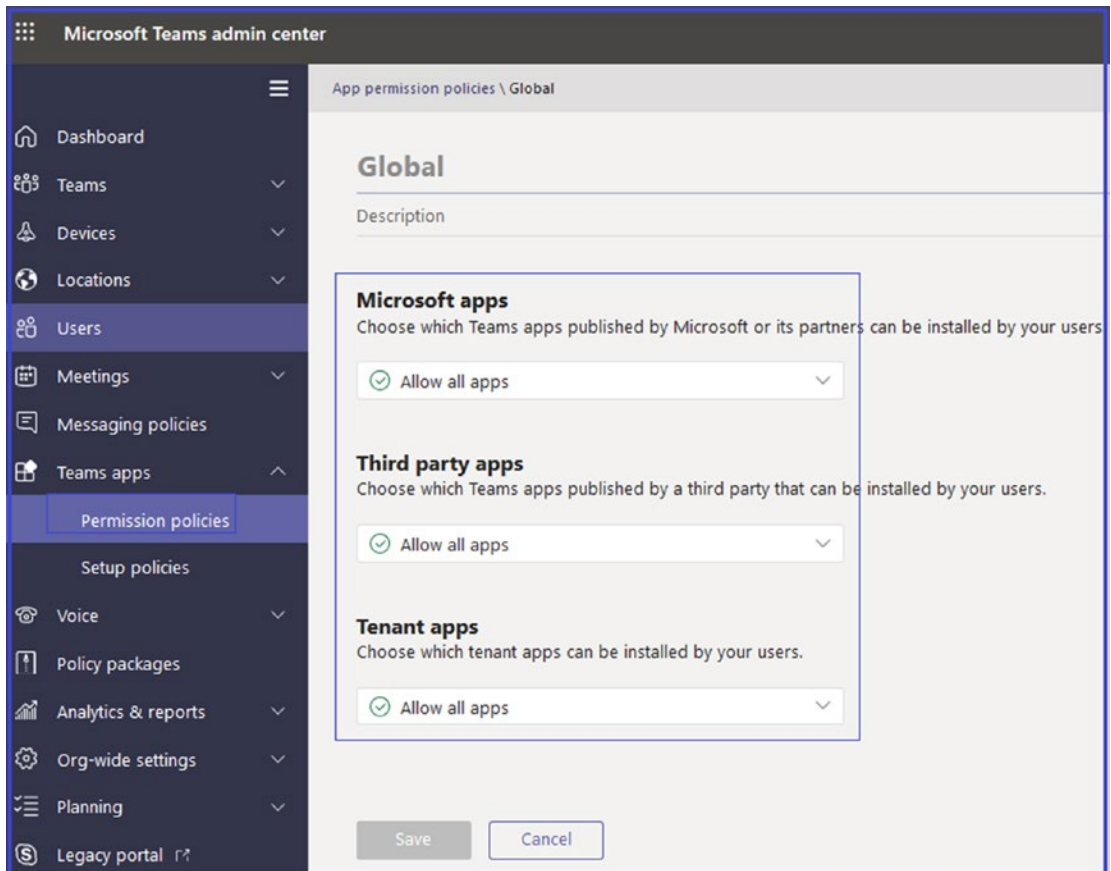 Microsoft Teams admin center
App permission policies \ Global
Dashboard
Teams
Devices
Locations
Users
Meetings
Messaging policies
Teams apps
Permission policies
Setup policies
Voice
Policy packages
Analytics & reports
Org-wide settings
Planning
Legacy portal
Global
Description
Microsoft apps
Choose which Teams apps published by Microsoft or its partners can be installed by your users
Allow all apps
Third party apps
Choose which Teams apps published by a third party that can be installed by your users.
Allow all apps
Tenant apps
Choose which tenant apps can be installed by your users.
Allow all apps
Save
Cancel